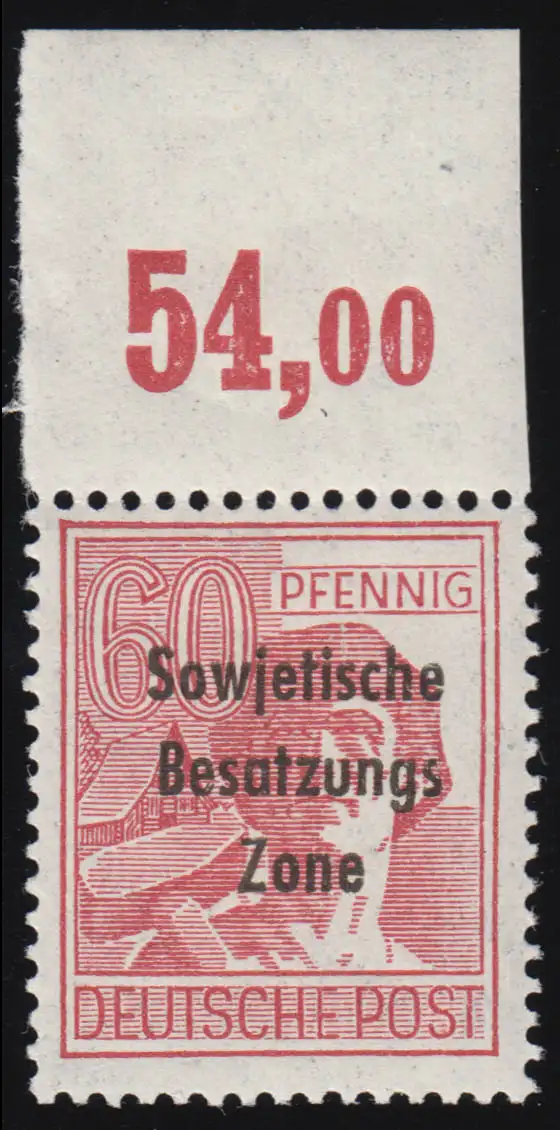 54,00
60 PFENNIG
Sowjetische
Besatzungs
Zone
DEUTSCHE POST